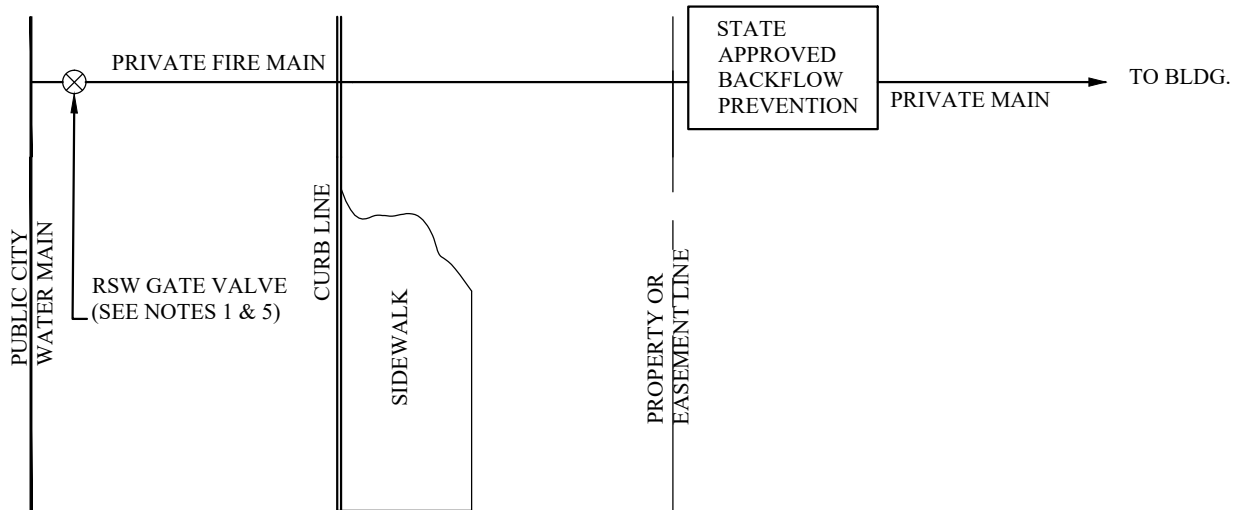 STATE
APPROVED
BACKFLOW
PREVENTION
PRIVATE FIRE MAIN
TO BLDG.
PRIVATE MAIN
PUBLIC CITY
WATER MAIN
RSW GATE VALVE
(SEE NOTES 1 & 5)
CURB LINE
SIDEWALK
PROPERTY OR
EASEMENT LINE